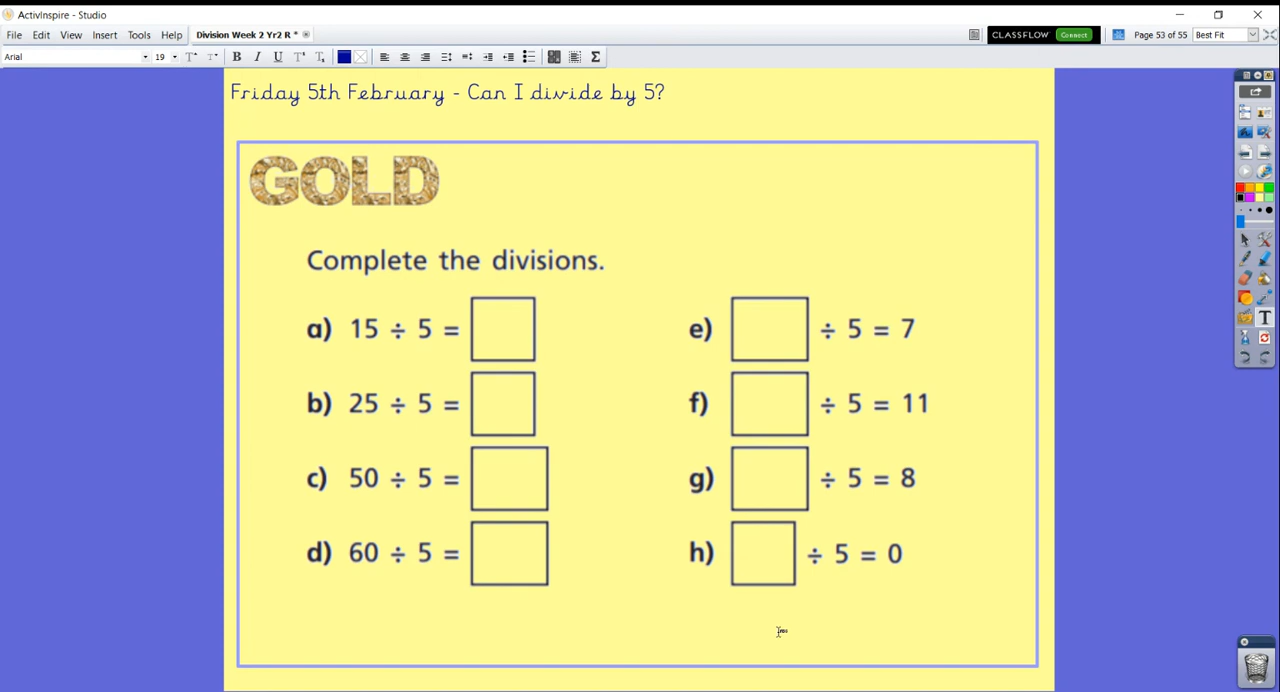 ActivInspire - Studio
File Edit View Insert Tools Help
Division Week 2 Yr2 R *
CLASSFLOW Connect
Page 53 of 55
Best Fit
Arial 19
B I U
Friday 5th February - Can I divide by 5?
GOLD
Complete the divisions.
a) 15 ÷ 5 =
b) 25 ÷ 5 =
c) 50 ÷ 5 =
d) 60 ÷ 5 =
e) ÷ 5 = 7
f) ÷ 5 = 11
g) ÷ 5 = 8
h) ÷ 5 = 0